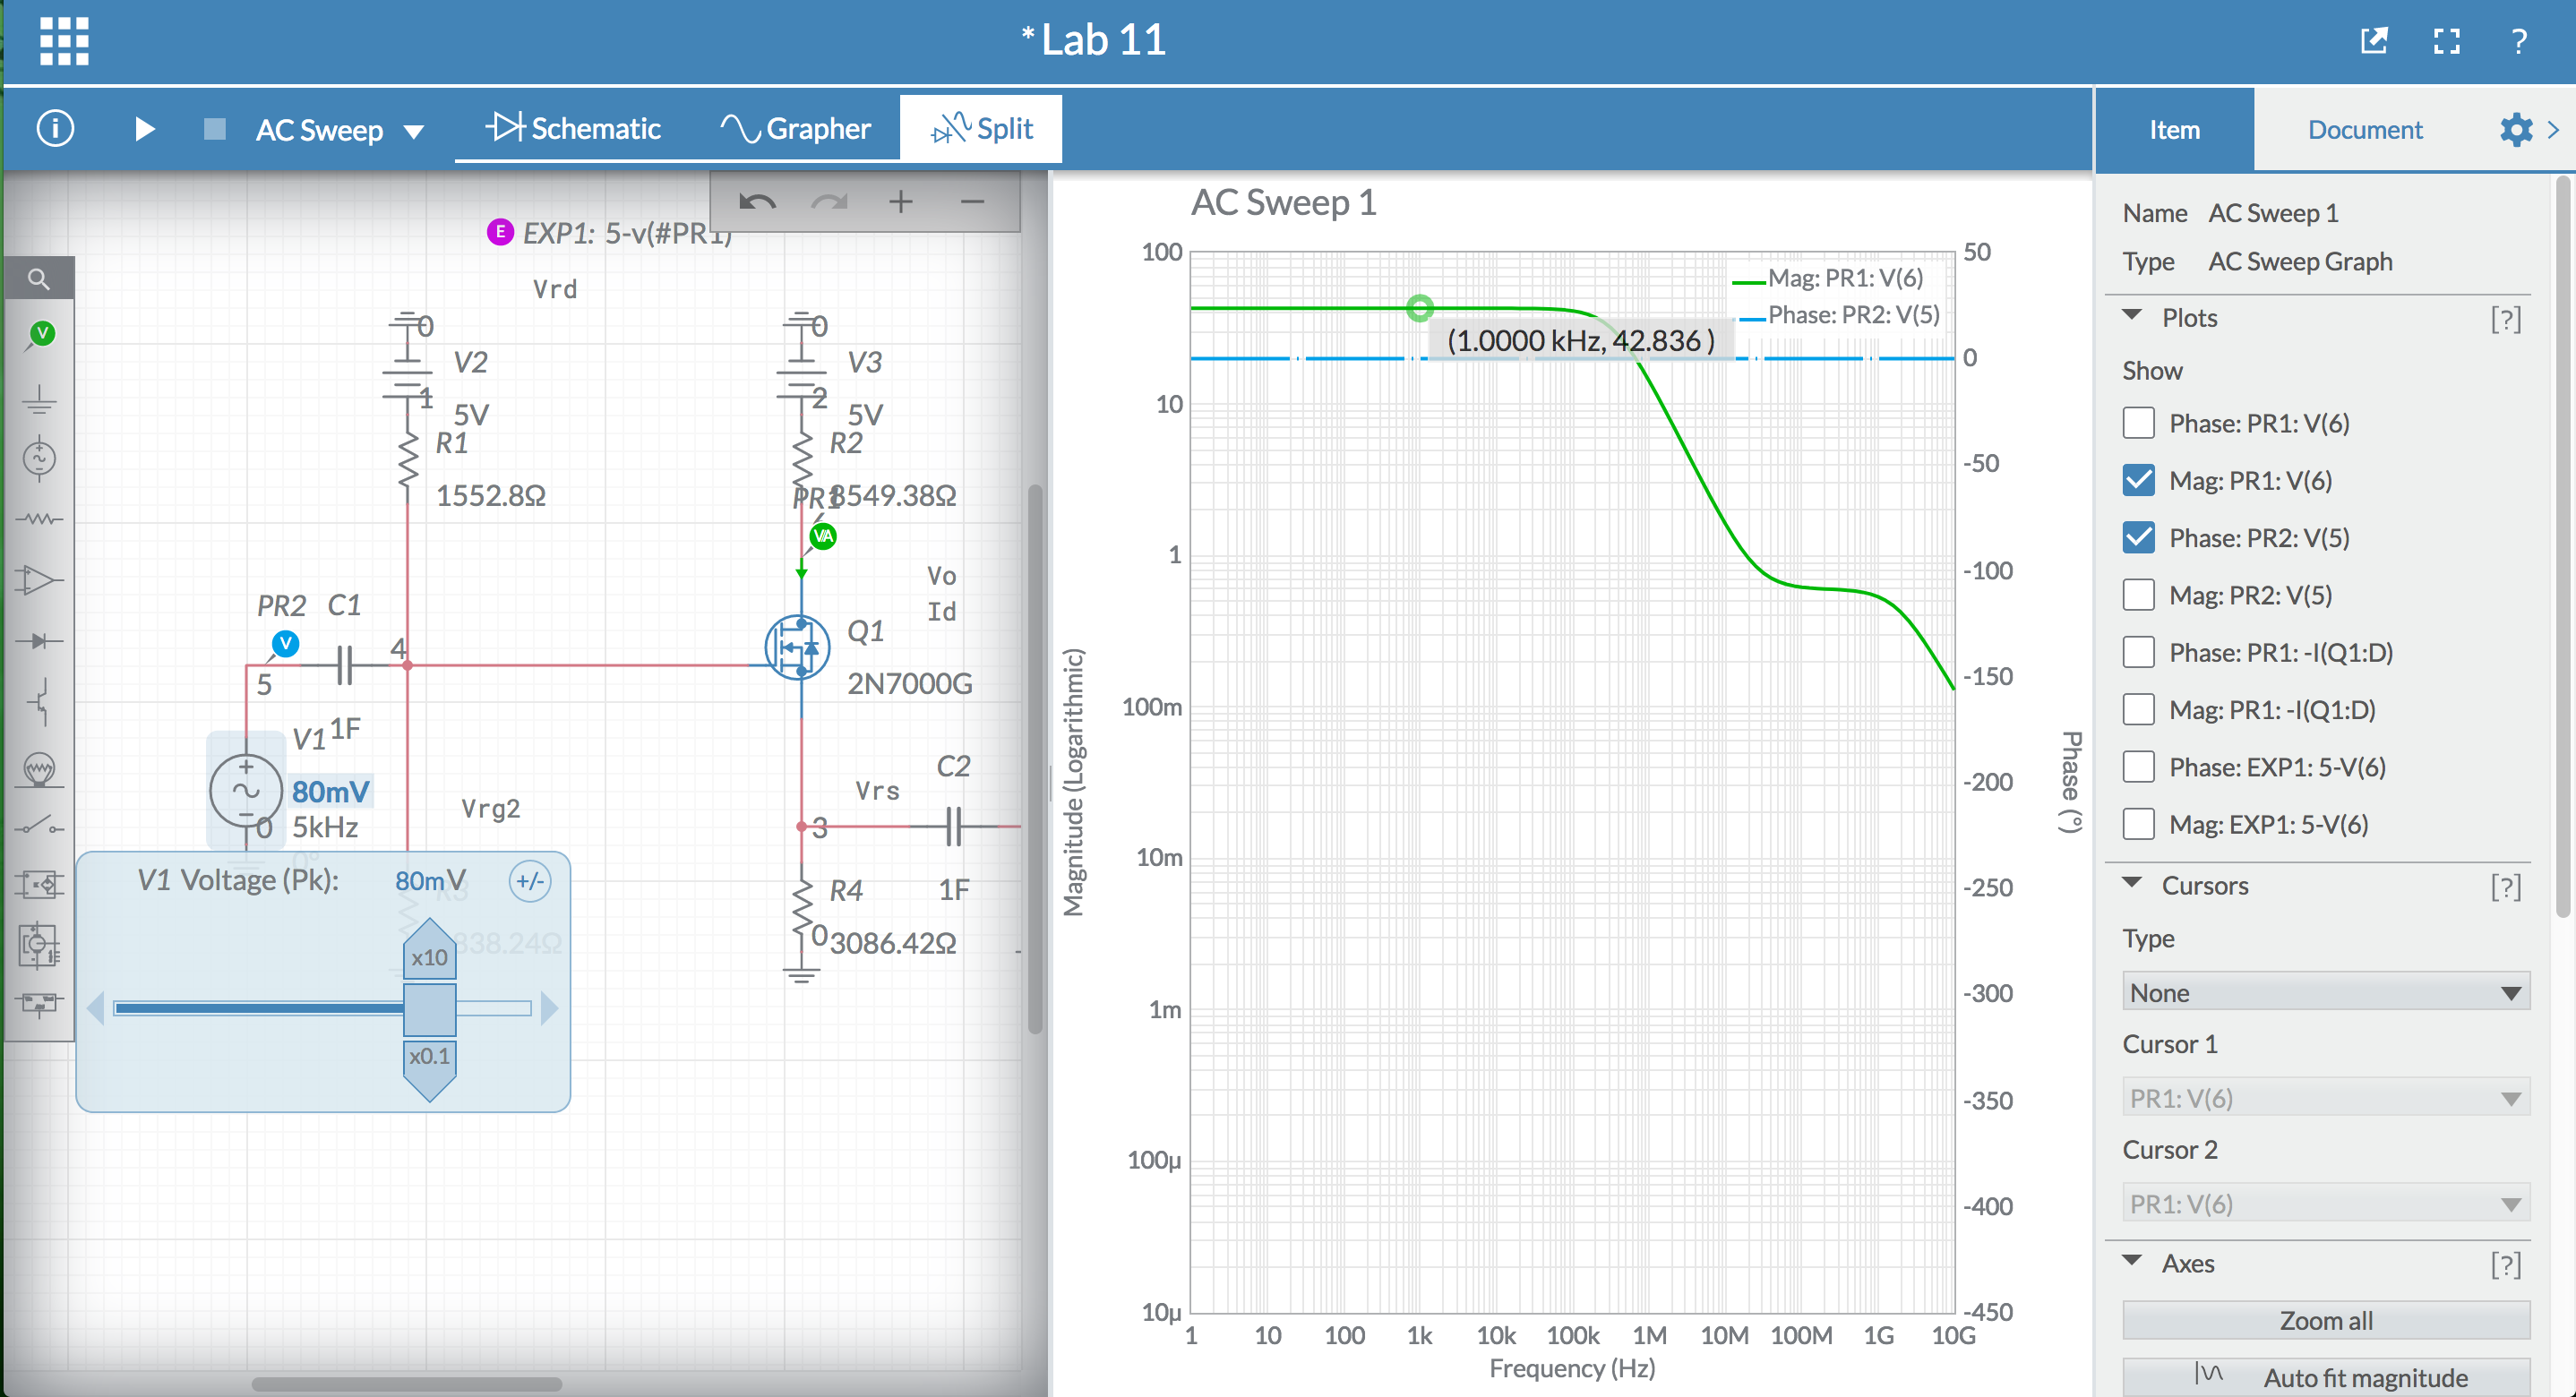 *Lab 11
?
i
AC Sweep
Schematic
Grapher
Split
Item
Document
E EXP1: 5-v(#PR1)
Vrd
0
V2
1
5V
R1
1552.8Ω
0
V3
2
5V
R2
PR1
8549.38Ω
VA
V
Vo
Id
PR2
C1
V
4
5
Q1
2N7000G
1F
V1
80mV
0
5kHz
0°
Vrg2
Vrs
C2
3
1F
R4
0
3086.42Ω
V1 Voltage (Pk):
80mV
+/-
R3
838.24Ω
x10
x0.1
AC Sweep 1
Mag: PR1: V(6)
Phase: PR2: V(5)
(1.0000 kHz, 42.836 )
100
10
1
100m
10m
1m
100µ
10µ
Magnitude (Logarithmic)
50
0
-50
-100
-150
-200
-250
-300
-350
-400
-450
Phase (°)
1
10
100
1k
10k
100k
1M
10M
100M
1G
10G
Frequency (Hz)
Name AC Sweep 1
Type AC Sweep Graph
Plots [?]
Show
Phase: PR1: V(6)
Mag: PR1: V(6)
Phase: PR2: V(5)
Mag: PR2: V(5)
Phase: PR1: -I(Q1:D)
Mag: PR1: -I(Q1:D)
Phase: EXP1: 5-V(6)
Mag: EXP1: 5-V(6)
Cursors [?]
Type
None
Cursor 1
PR1: V(6)
Cursor 2
PR1: V(6)
Axes [?]
Zoom all
Auto fit magnitude